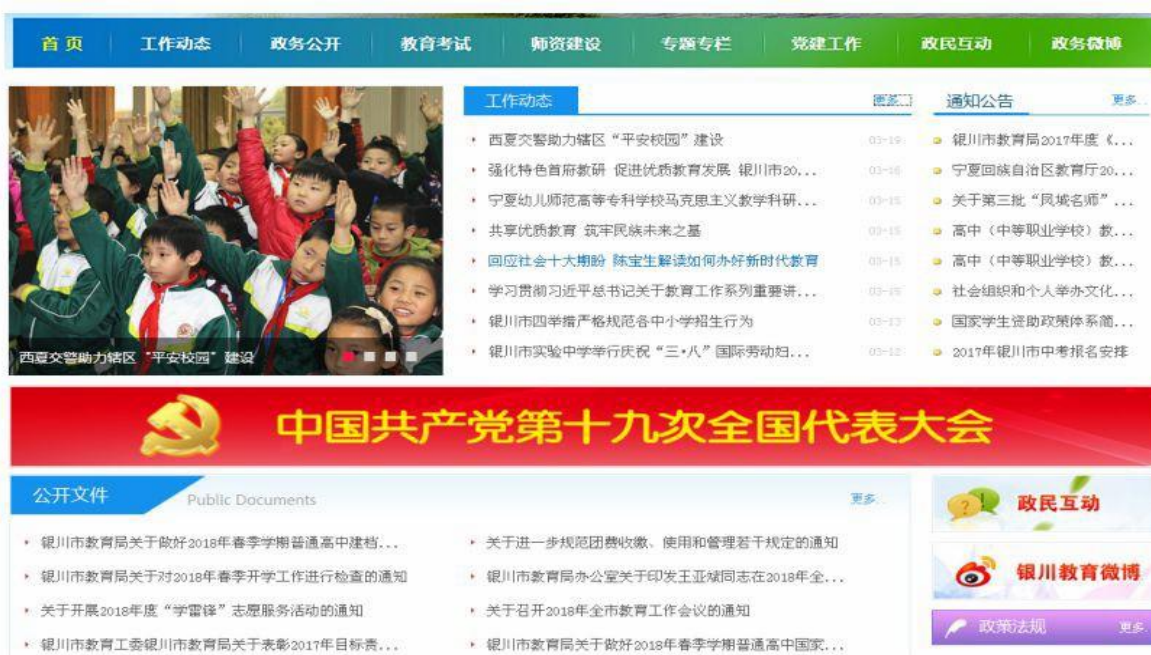 首页 工作动态 政务公开 教育考试 师资建设 专题专栏 党建工作 政民互动 政务微博
西夏交警助力辖区“平安校园”建设
工作动态 更多
西夏交警助力辖区“平安校园”建设 03-19
强化特色首府教研 促进优质教育发展 银川市20... 03-16
宁夏幼儿师范高等专科学校马克思主义教学科研... 03-15
共享优质教育 筑牢民族未来之基 03-15
回应社会十大期盼 陈宝生解读如何办好新时代教育 03-15
学习贯彻习近平总书记关于教育工作系列重要讲... 03-15
银川市四举措严格规范各中小学招生行为 03-13
银川市实验中学举行庆祝“三·八”国际劳动妇... 03-12
通知公告 更多..
银川市教育局2017年度《...
宁夏回族自治区教育厅20...
关于第三批“凤城名师”...
高中（中等职业学校）教...
高中（中等职业学校）教...
社会组织和个人举办文化...
国家学生资助政策体系简...
2017年银川市中考报名安排
中国共产党第十九次全国代表大会
公开文件 Public Documents 更多..
银川市教育局关于做好2018年春季学期普通高中建档...
银川市教育局关于对2018年春季开学工作进行检查的通知
关于开展2018年度“学雷锋”志愿服务活动的通知
银川市教育工委银川市教育局关于表彰2017年目标责...
关于进一步规范团费收缴、使用和管理若干规定的通知
银川市教育局办公室关于印发王亚斌同志在2018年全...
关于召开2018年全市教育工作会议的通知
银川市教育局关于做好2018年春季学期普通高中国家...
政民互动
银川教育微博
政策法规 更多.